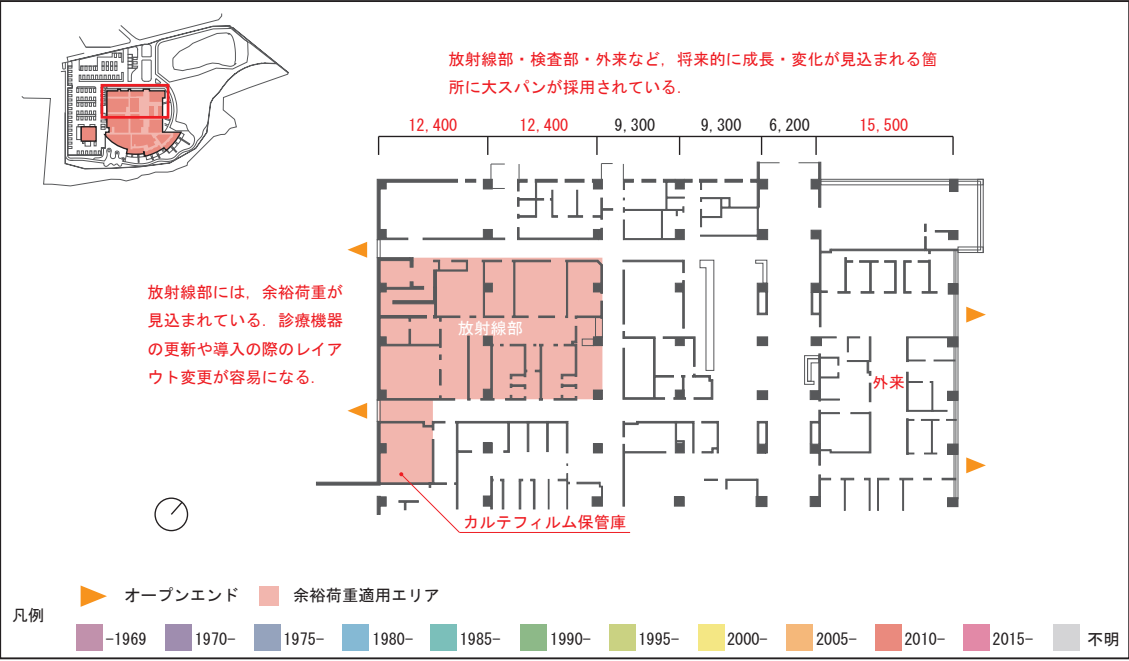 放射線部・検査部・外来など，将来的に成長・変化が見込まれる箇
所に大スパンが採用されている．
12,400 12,400 9,300 9,300 6,200 15,500
放射線部には，余裕荷重が
見込まれている．診療機器
の更新や導入の際のレイア
ウト変更が容易になる．
放射線部
外来
カルテフィルム保管庫
凡例
オープンエンド 余裕荷重適用エリア
-1969 1970- 1975- 1980- 1985- 1990- 1995- 2000- 2005- 2010- 2015- 不明